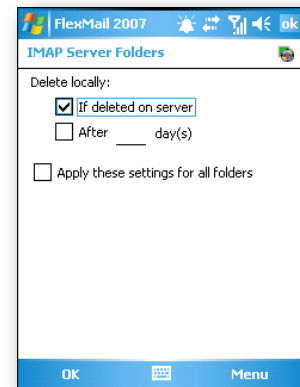 FlexMail 2007 ok
IMAP Server Folders
Delete locally:
If deleted on server
After ___ day(s)
Apply these settings for all folders
OK Menu